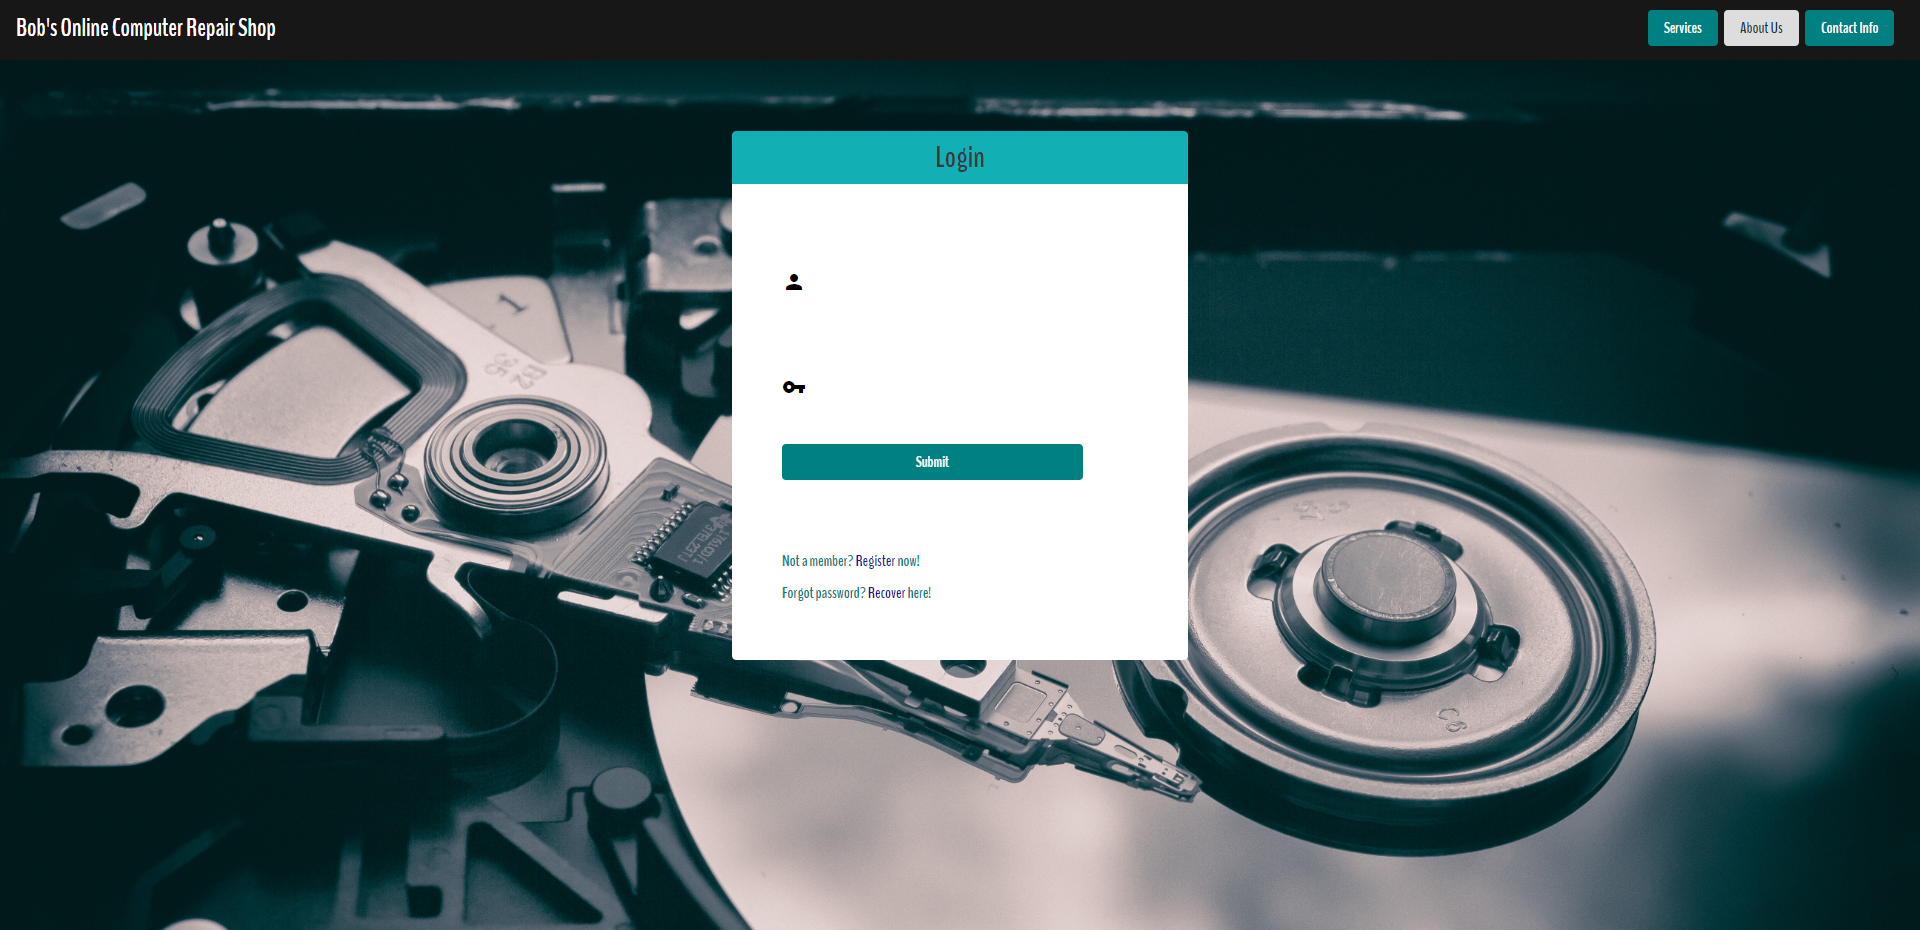 Bob's Online Computer Repair Shop
Services
About Us
Contact Info
Login
Submit
Not a member? Register now!
Forgot password? Recover here!
1